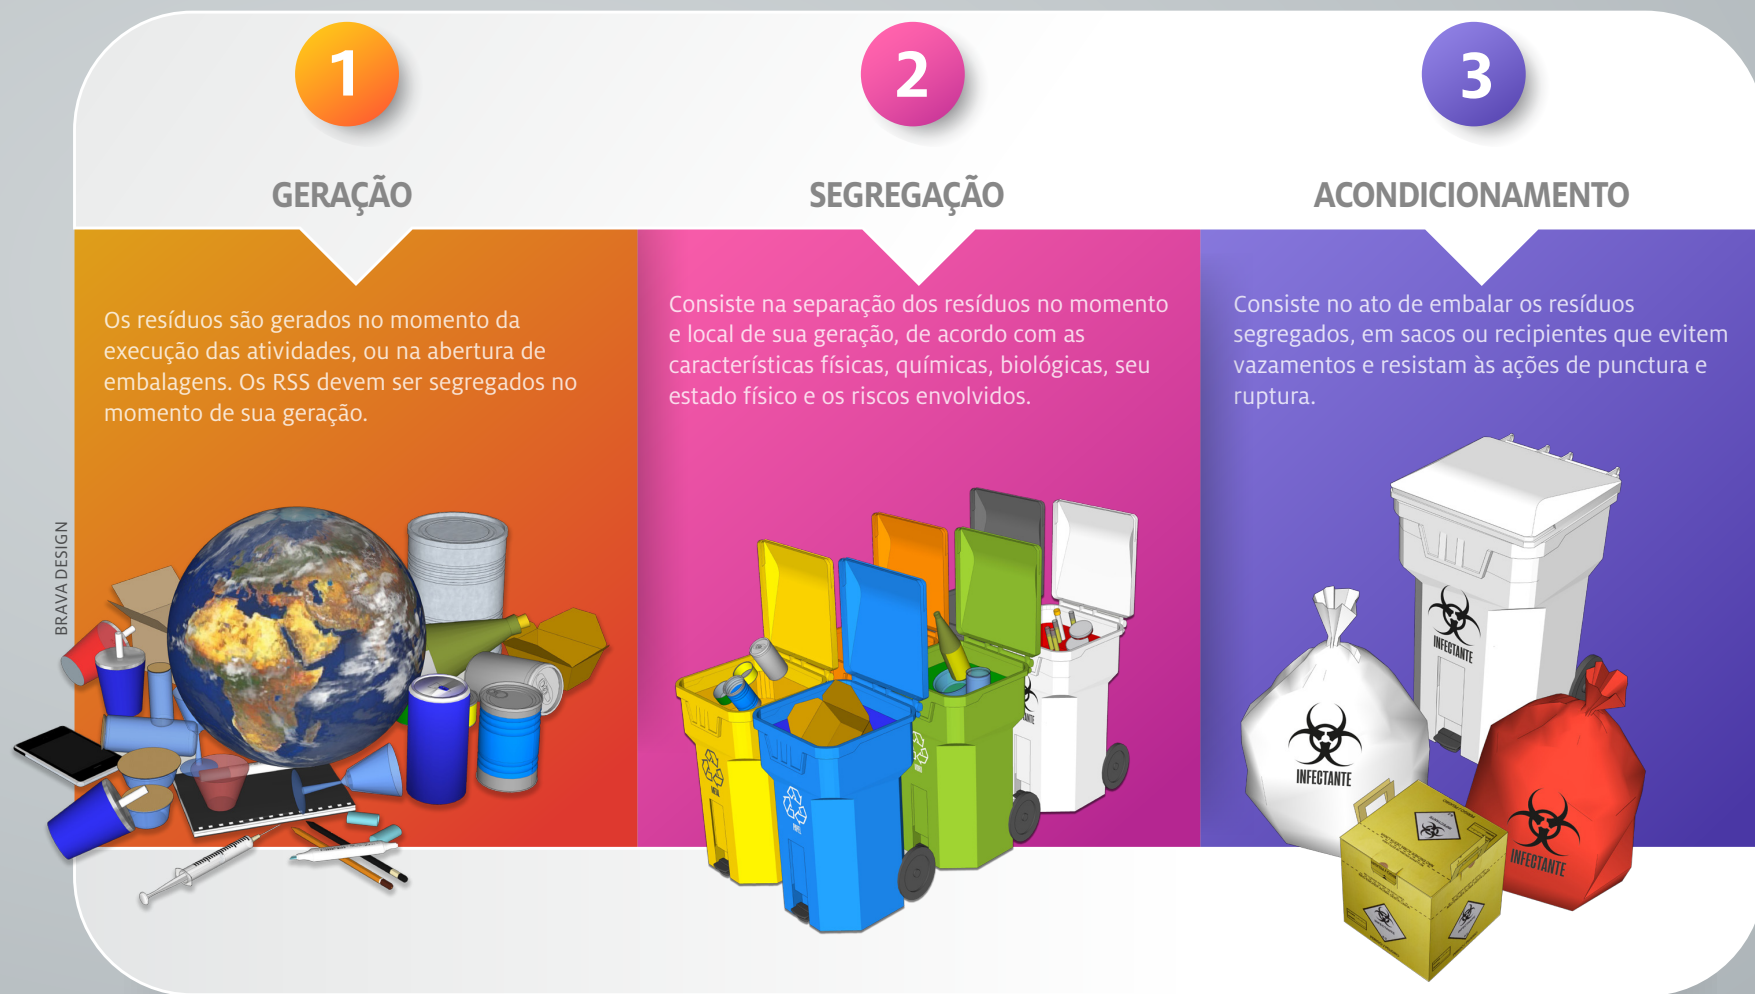 1
GERAÇÃO
Os resíduos são gerados no momento da
execução das atividades, ou na abertura de
embalagens. Os RSS devem ser segregados no
momento de sua geração.
BRAVA DESIGN
2
SEGREGAÇÃO
Consiste na separação dos resíduos no momento
e local de sua geração, de acordo com as
características físicas, químicas, biológicas, seu
estado físico e os riscos envolvidos.
METAL
PAPEL
3
ACONDICIONAMENTO
Consiste no ato de embalar os resíduos
segregados, em sacos ou recipientes que evitem
vazamentos e resistam às ações de punctura e
ruptura.
INFECTANTE
INFECTANTE
INFECTANTE